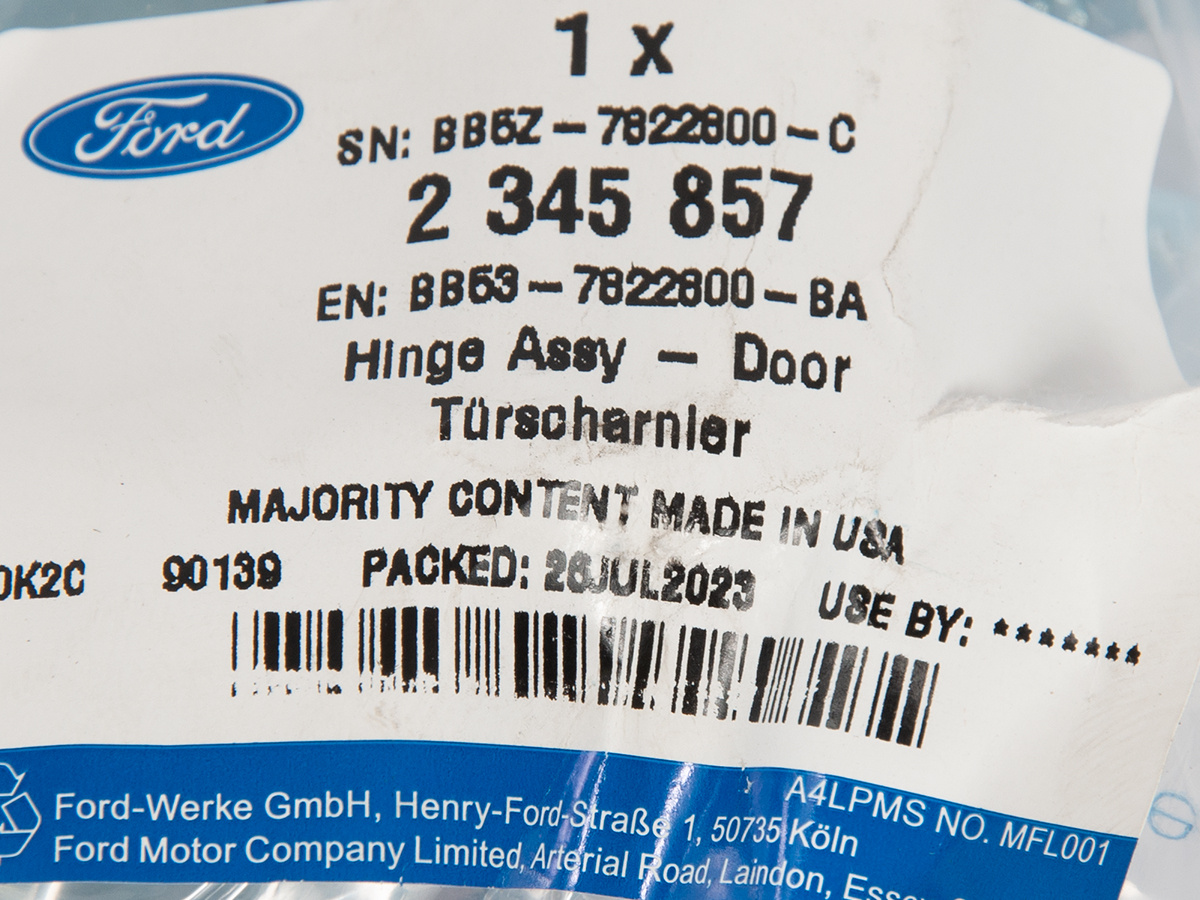 1 x
Ford
SN: BB5Z - 7822800 - C
2 345 857
EN: BB53 - 7822800 - BA
Hinge Assy - Door
Türscharnier
MAJORITY CONTENT MADE IN USA
0K2C 90139 PACKED: 26JUL2023 USE BY: *******
A4LPMS NO. MFL001
Ford-Werke GmbH, Henry-Ford-Straße 1, 50735 Köln
Ford Motor Company Limited, Arterial Road, Laindon,